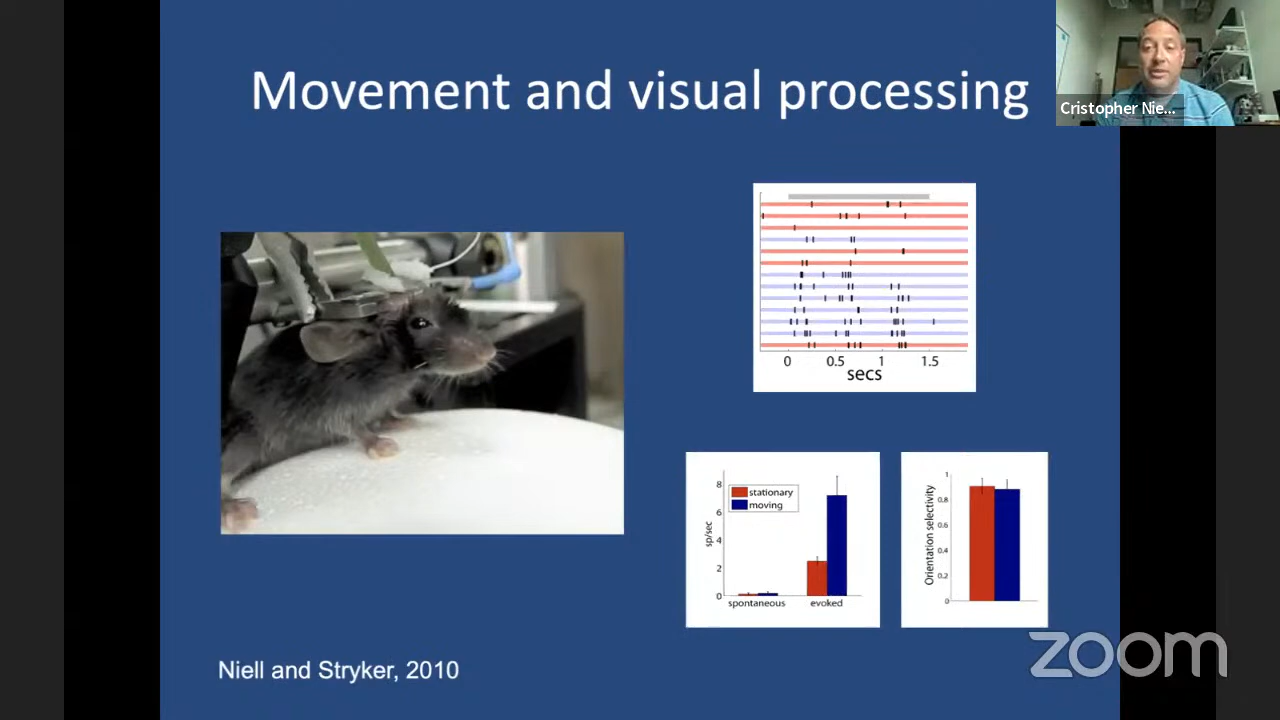 Movement and visual processing
Cristopher Nie...
0 0.5 1 1.5
secs
8
6
4
2
0
sp/sec
stationary
moving
spontaneous evoked
1
0.8
0.6
0.4
0.2
0
Orientation selectivity
Niell and Stryker, 2010
zoom